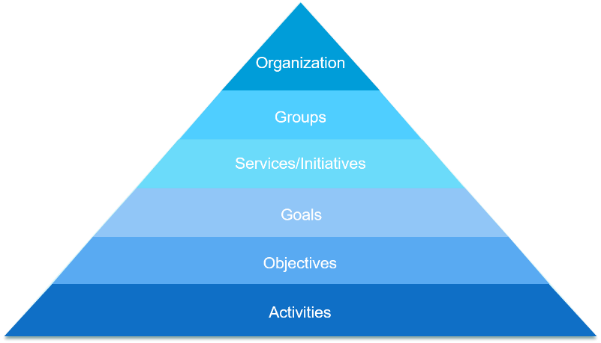 Organization
Groups
Services/Initiatives
Goals
Objectives
Activities